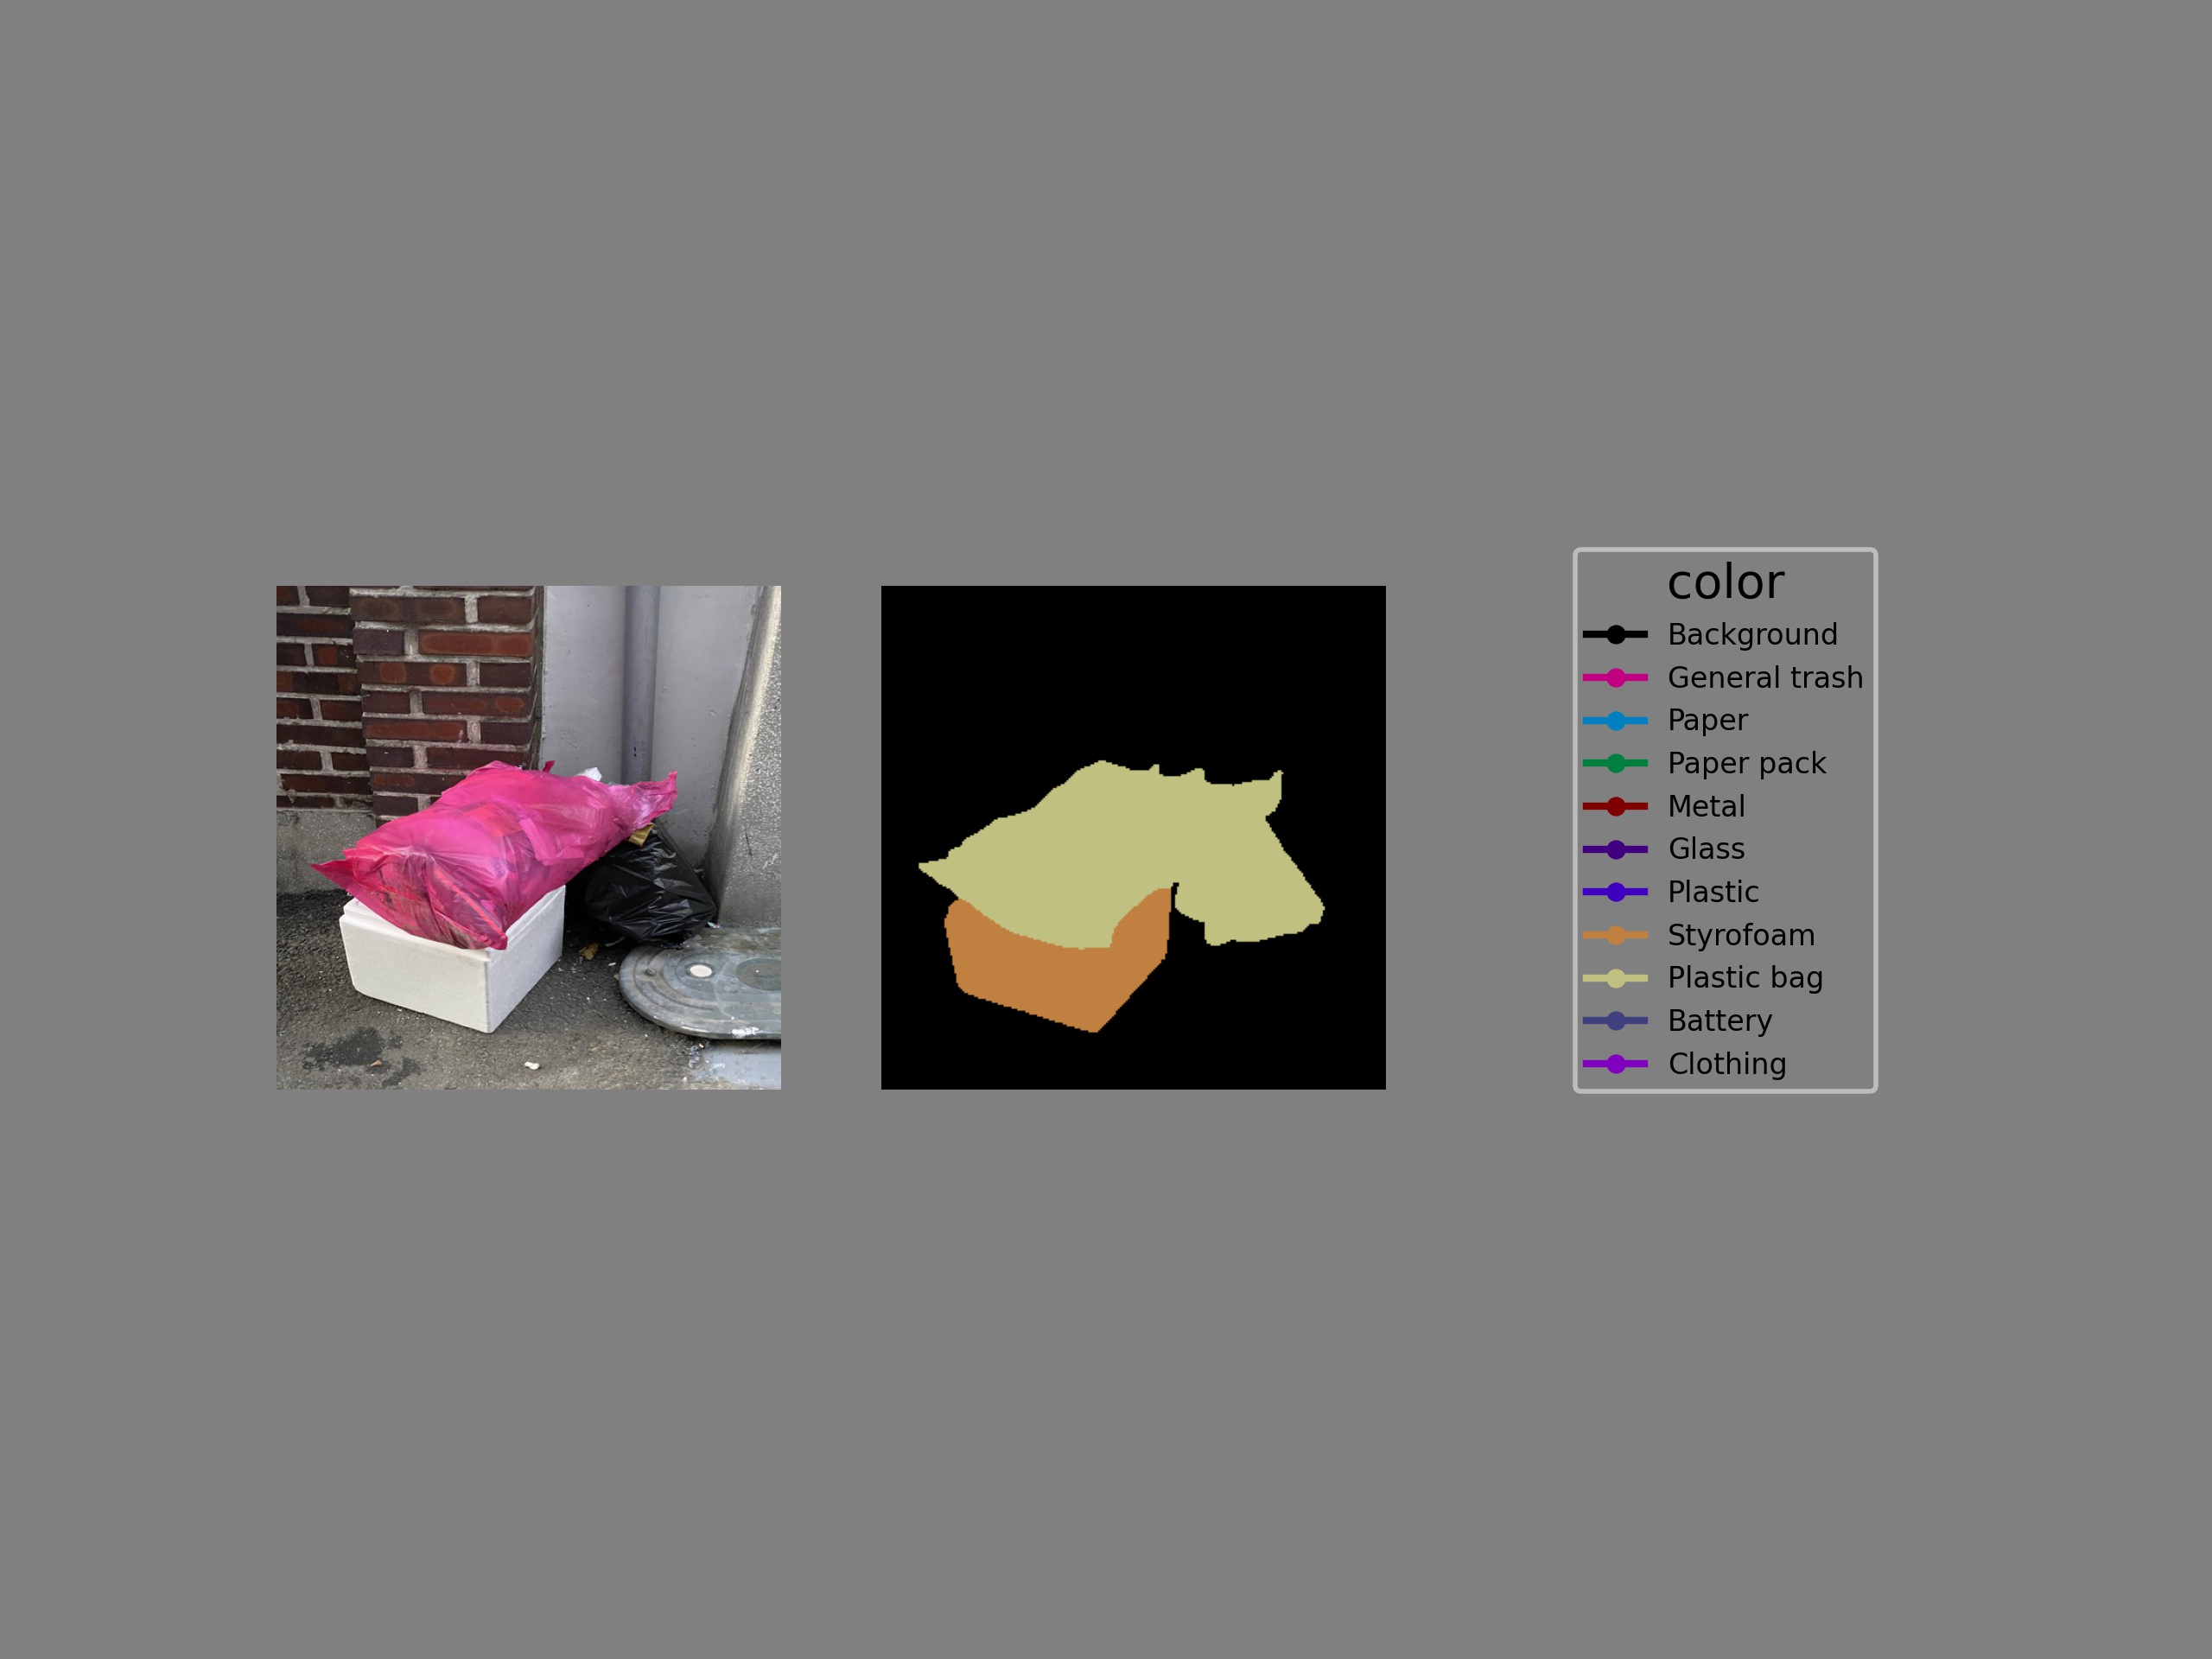 color
Background
General trash
Paper
Paper pack
Metal
Glass
Plastic
Styrofoam
Plastic bag
Battery
Clothing